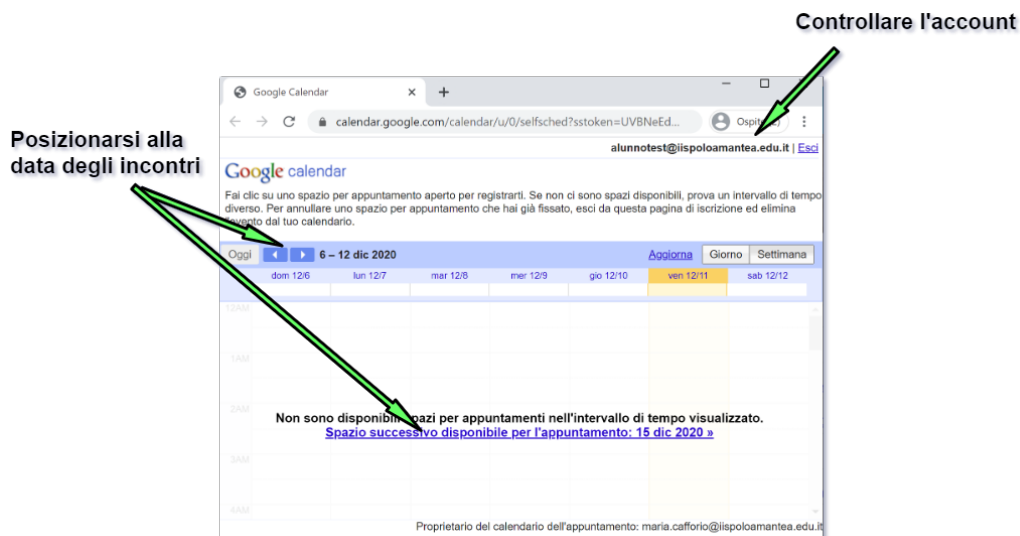 Controllare l'account
Posizionarsi alla
data degli incontri
Google Calendar
calendar.google.com/calendar/u/0/selfsched?sstoken=UVBNeEd...
alunnotest@iispoloamantea.edu.it | Esci
Google calendar
Fai clic su uno spazio per appuntamento aperto per registrarti. Se non ci sono spazi disponibili, prova un intervallo di tempo
diverso. Per annullare uno spazio per appuntamento che hai già fissato, esci da questa pagina di iscrizione ed elimina
l'evento dal tuo calendario.
Oggi 6 – 12 dic 2020 Aggiorna Giorno Settimana
dom 12/6 lun 12/7 mar 12/8 mer 12/9 gio 12/10 ven 12/11 sab 12/12
12AM
1AM
2AM
Non sono disponibili spazi per appuntamenti nell'intervallo di tempo visualizzato.
Spazio successivo disponibile per l'appuntamento: 15 dic 2020 »
3AM
4AM
Proprietario del calendario dell'appuntamento: maria.cafforio@iispoloamantea.edu.it